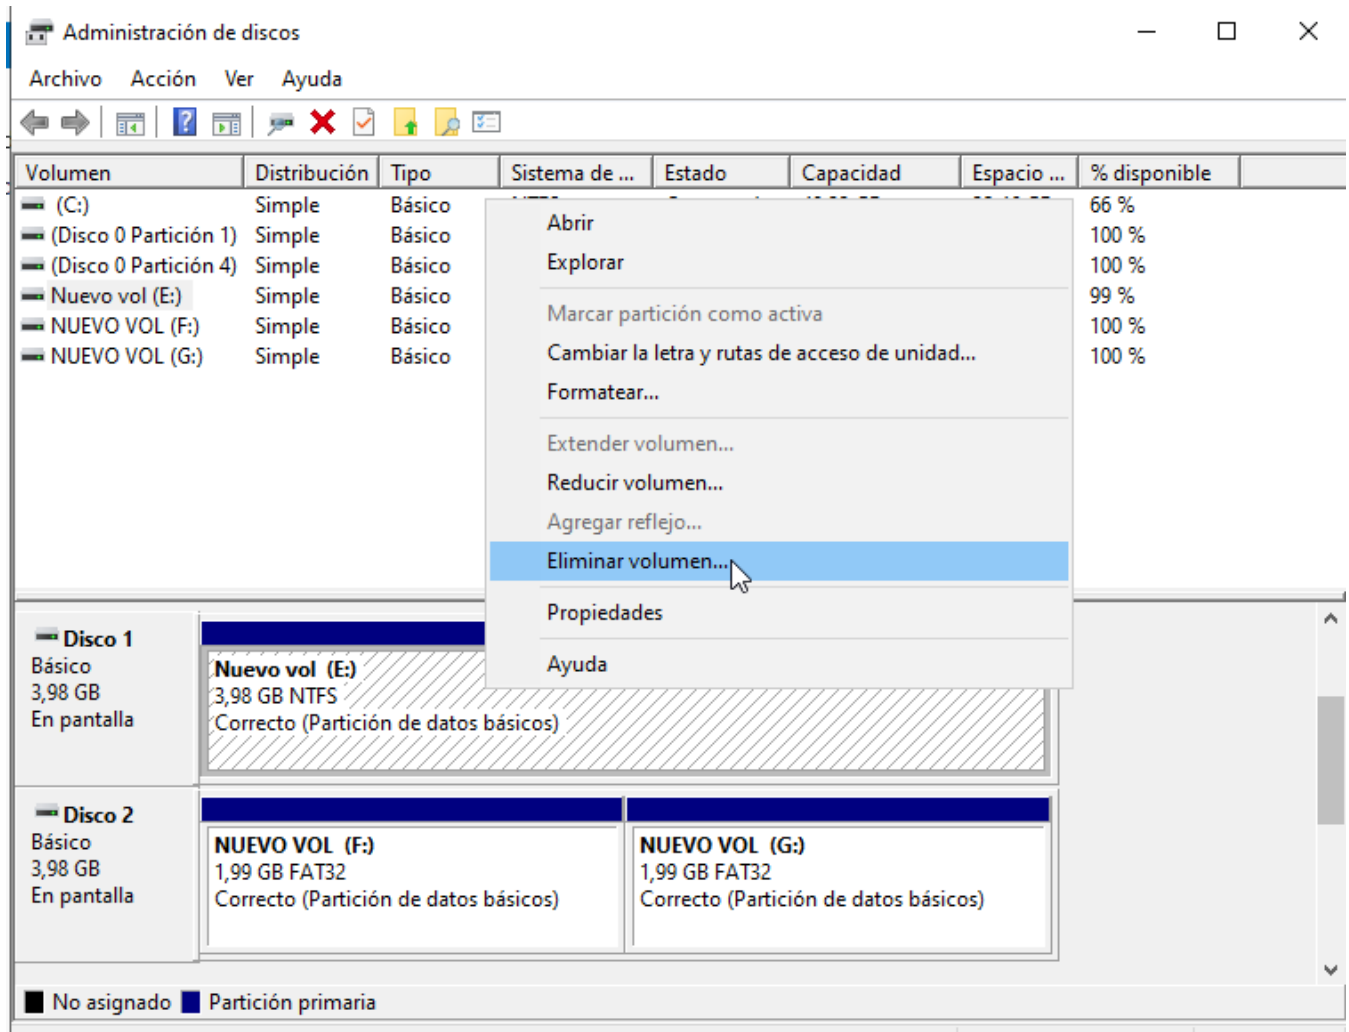 Administración de discos
Archivo Acción Ver Ayuda
Volumen Distribución Tipo Sistema de ... Estado Capacidad Espacio ... % disponible
(C:) Simple Básico 66 %
(Disco 0 Partición 1) Simple Básico 100 %
(Disco 0 Partición 4) Simple Básico 100 %
Nuevo vol (E:) Simple Básico 99 %
NUEVO VOL (F:) Simple Básico 100 %
NUEVO VOL (G:) Simple Básico 100 %
Abrir
Explorar
Marcar partición como activa
Cambiar la letra y rutas de acceso de unidad...
Formatear...
Extender volumen...
Reducir volumen...
Agregar reflejo...
Eliminar volumen...
Propiedades
Ayuda
Disco 1
Básico
3,98 GB
En pantalla
Nuevo vol (E:)
3,98 GB NTFS
Correcto (Partición de datos básicos)
Disco 2
Básico
3,98 GB
En pantalla
NUEVO VOL (F:)
1,99 GB FAT32
Correcto (Partición de datos básicos)
NUEVO VOL (G:)
1,99 GB FAT32
Correcto (Partición de datos básicos)
No asignado Partición primaria